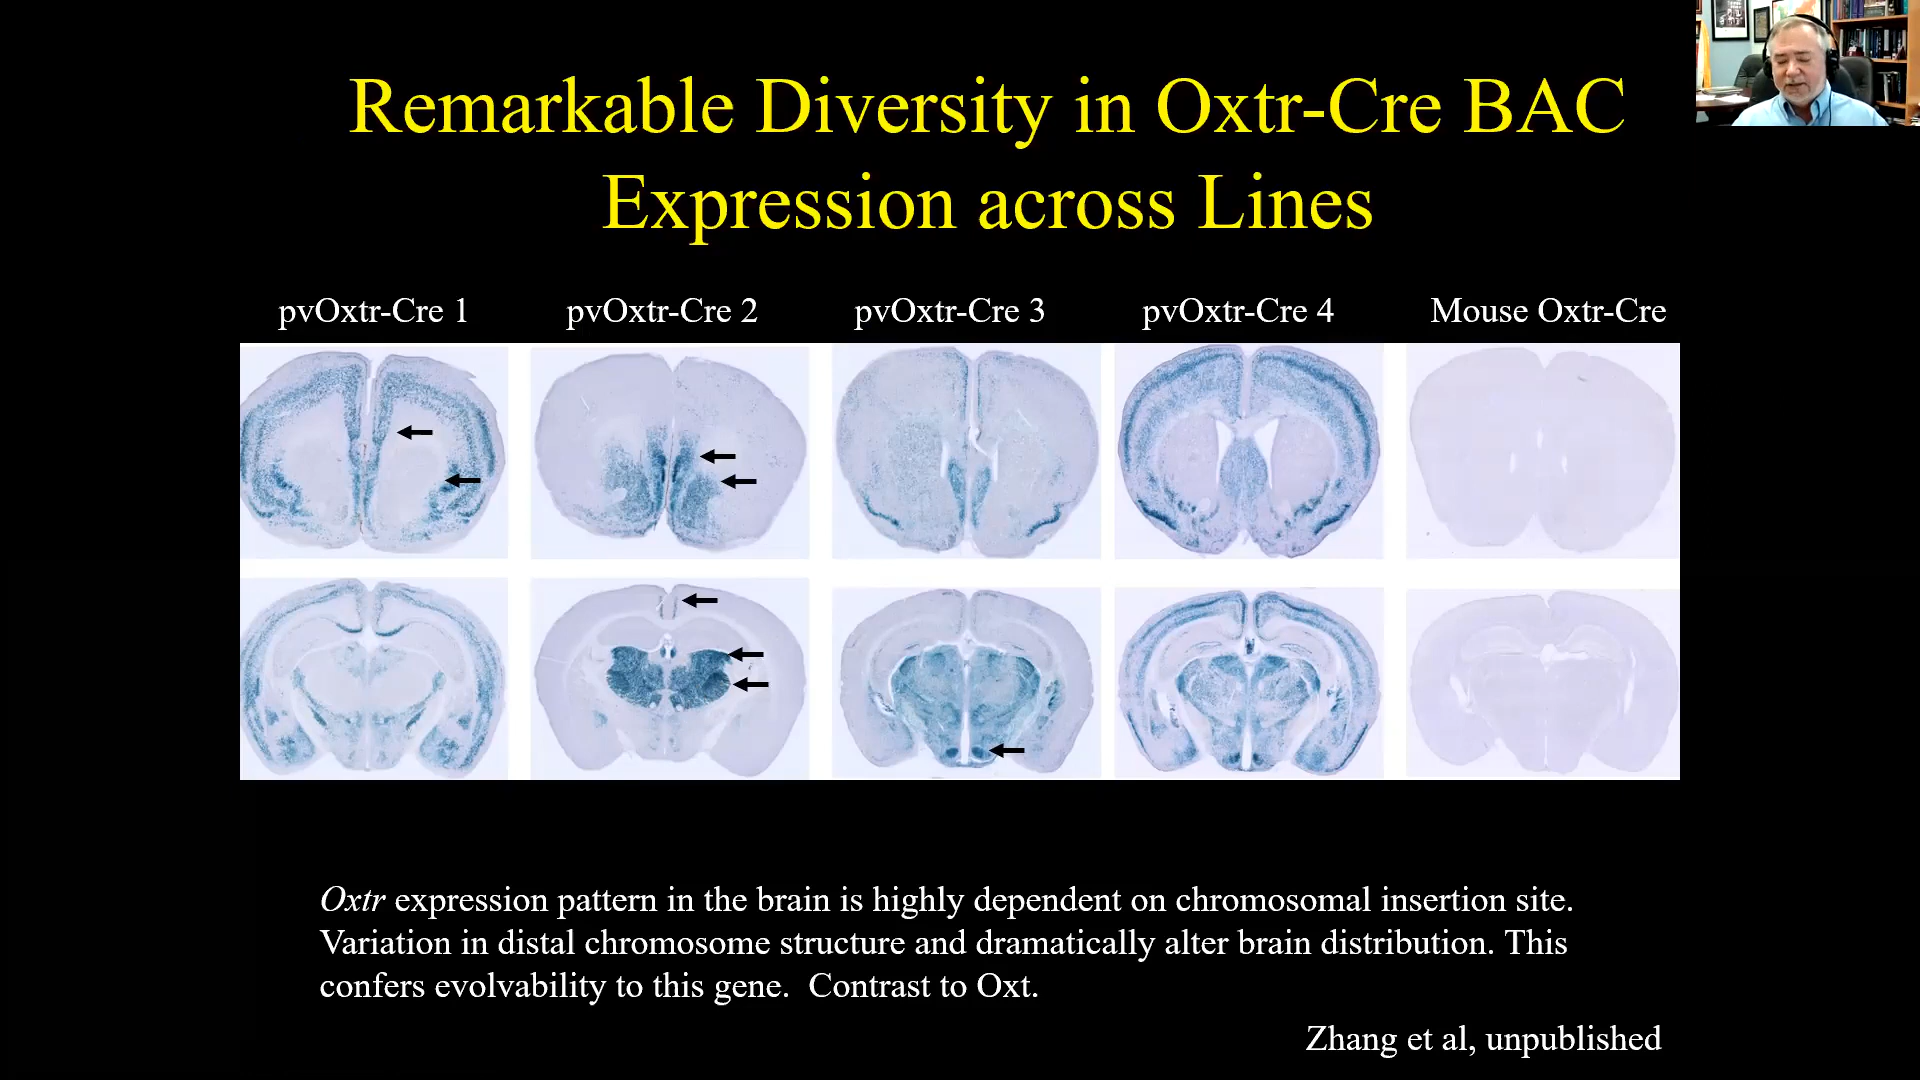 Remarkable Diversity in Oxtr-Cre BAC
Expression across Lines
pvOxtr-Cre 1
pvOxtr-Cre 2
pvOxtr-Cre 3
pvOxtr-Cre 4
Mouse Oxtr-Cre
Oxtr expression pattern in the brain is highly dependent on chromosomal insertion site.
Variation in distal chromosome structure and dramatically alter brain distribution. This
confers evolvability to this gene.  Contrast to Oxt.
Zhang et al, unpublished